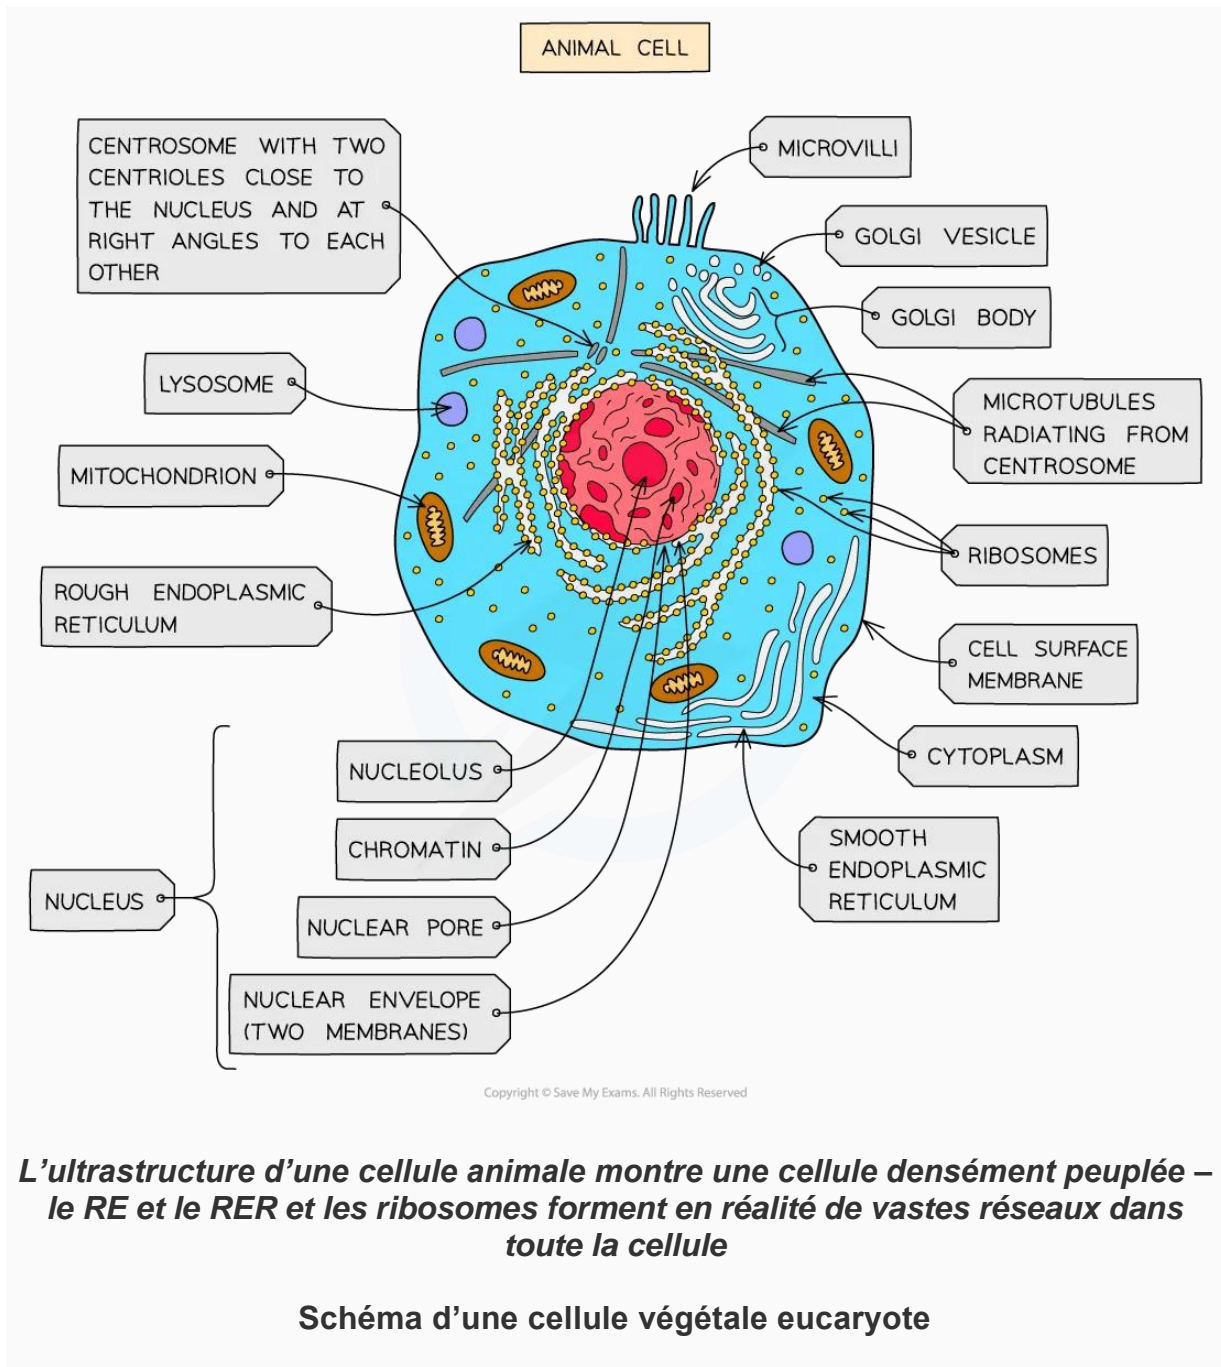 ANIMAL CELL
CENTROSOME WITH TWO
CENTRIOLES CLOSE TO
THE NUCLEUS AND AT
RIGHT ANGLES TO EACH
OTHER
MICROVILLI
GOLGI VESICLE
GOLGI BODY
LYSOSOME
MICROTUBULES
RADIATING FROM
CENTROSOME
MITOCHONDRION
RIBOSOMES
ROUGH ENDOPLASMIC
RETICULUM
CELL SURFACE
MEMBRANE
CYTOPLASM
NUCLEOLUS
SMOOTH
ENDOPLASMIC
RETICULUM
CHROMATIN
NUCLEUS
NUCLEAR PORE
NUCLEAR ENVELOPE
(TWO MEMBRANES)
Copyright © Save My Exams. All Rights Reserved
L’ultrastructure d’une cellule animale montre une cellule densément peuplée –
le RE et le RER et les ribosomes forment en réalité de vastes réseaux dans
toute la cellule
Schéma d’une cellule végétale eucaryote